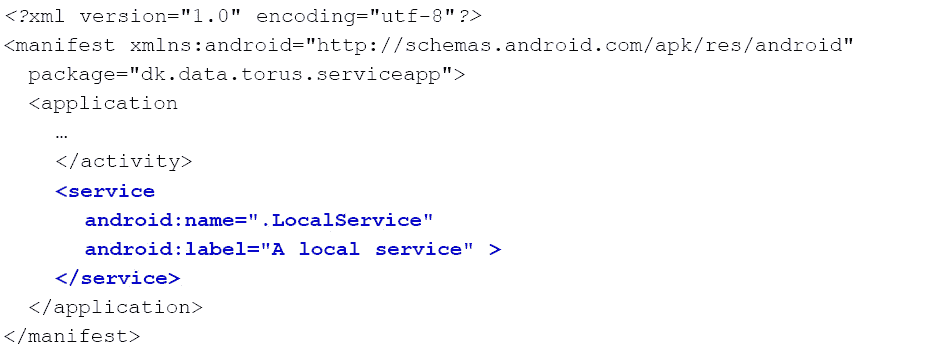 <?xml version="1.0" encoding="utf-8"?>
<manifest xmlns:android="http://schemas.android.com/apk/res/android"
package="dk.data.torus.serviceapp">
<application
…
</activity>
<service
android:name=".LocalService"
android:label="A local service" >
</service>
</application>
</manifest>